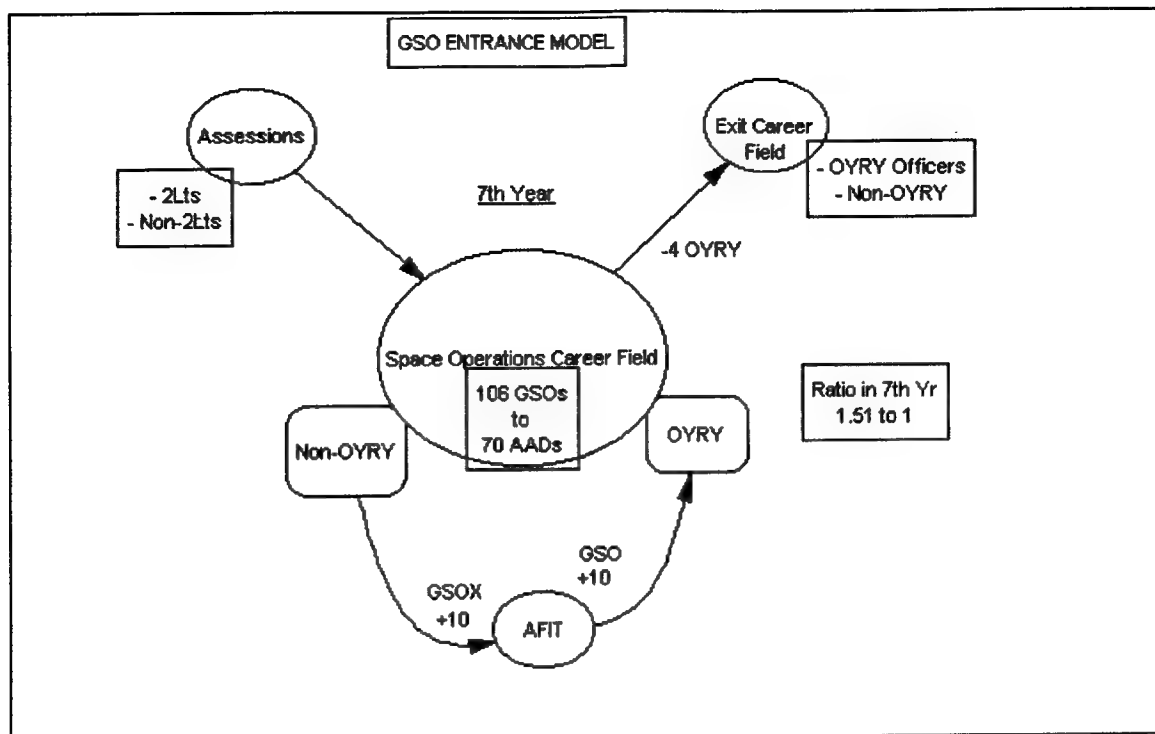 GSO ENTRANCE MODEL
Assessions
- 2Lts
- Non-2Lts
7th Year
Exit Career
Field
- OYRY Officers
- Non-OYRY
-4 OYRY
Space Operations Career Field
106 GSOs
to
70 AADs
Ratio in 7th Yr
1.51 to 1
Non-OYRY
OYRY
GSOX
+10
GSO
+10
AFIT